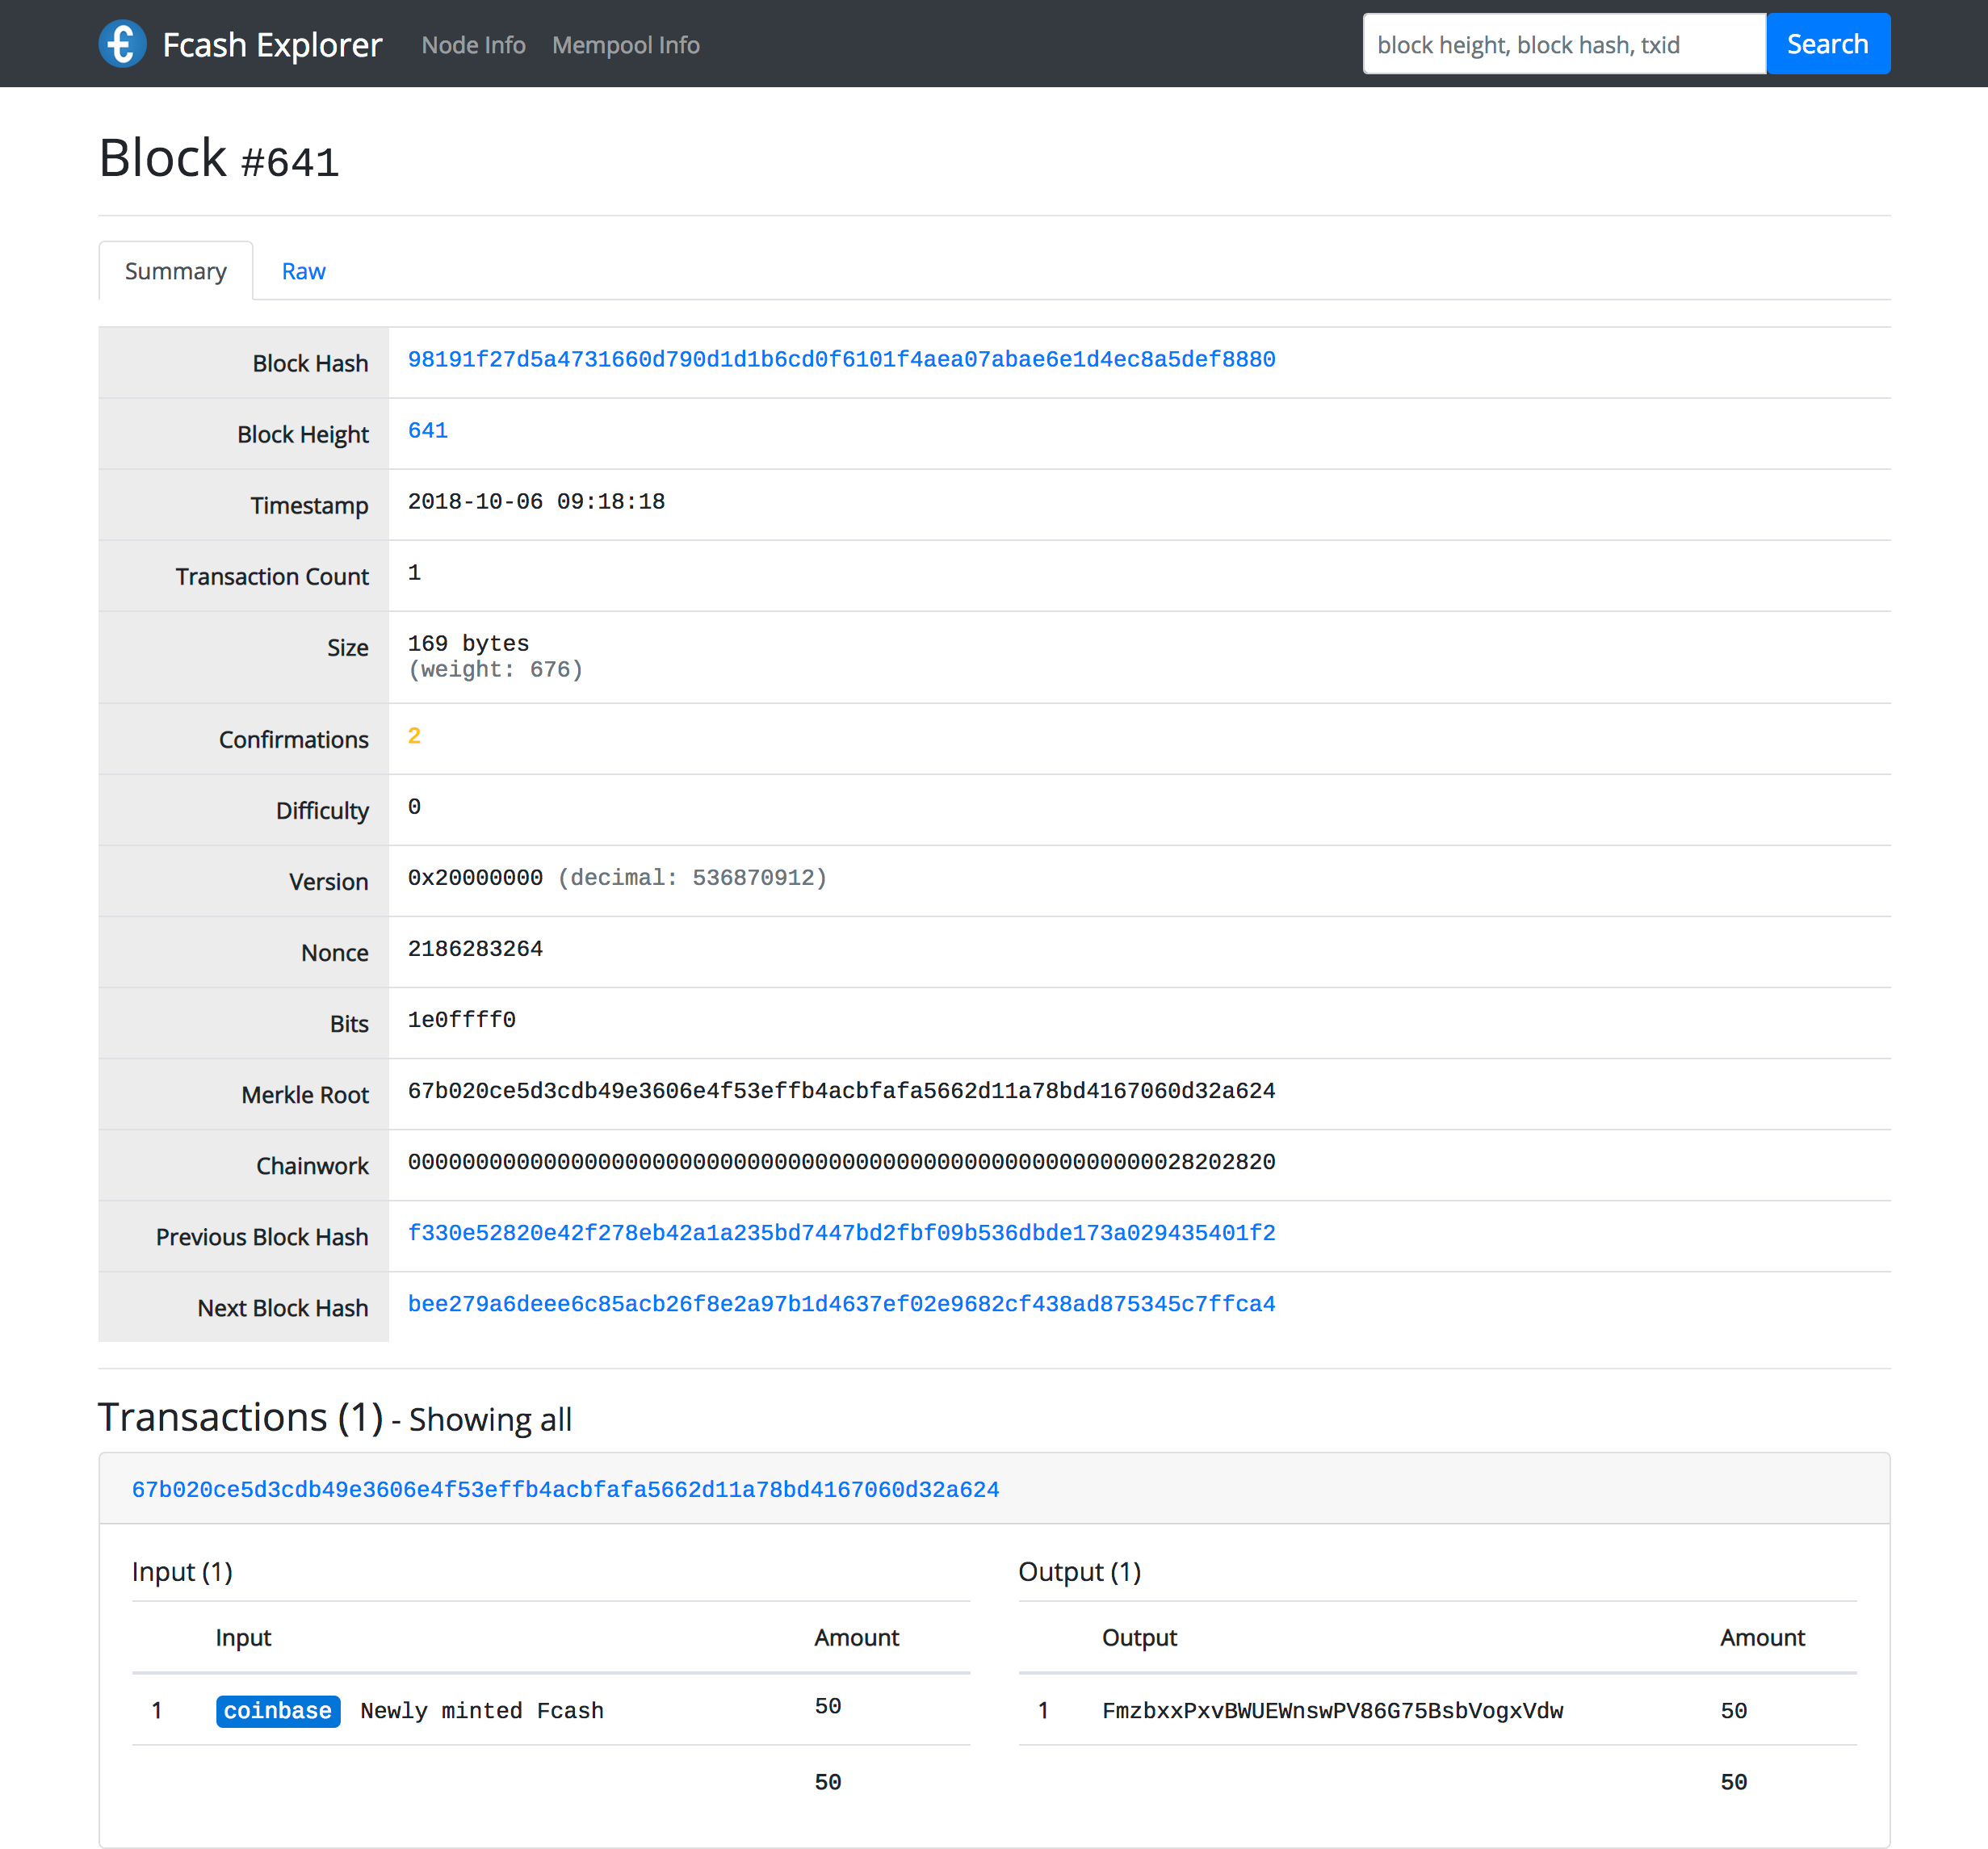 Fcash Explorer Node Info Mempool Info block height, block hash, txid Search
Block #641
Summary Raw
Block Hash 98191f27d5a4731660d790d1d1b6cd0f6101f4aea07abae6e1d4ec8a5def8880
Block Height 641
Timestamp 2018-10-06 09:18:18
Transaction Count 1
Size 169 bytes
(weight: 676)
Confirmations 2
Difficulty 0
Version 0x20000000 (decimal: 536870912)
Nonce 2186283264
Bits 1e0ffff0
Merkle Root 67b020ce5d3cdb49e3606e4f53effb4acbfafa5662d11a78bd4167060d32a624
Chainwork 0000000000000000000000000000000000000000000000000000000028202820
Previous Block Hash f330e52820e42f278eb42a1a235bd7447bd2fbf09b536dbde173a029435401f2
Next Block Hash bee279a6deee6c85acb26f8e2a97b1d4637ef02e9682cf438ad875345c7ffca4
Transactions (1) - Showing all
67b020ce5d3cdb49e3606e4f53effb4acbfafa5662d11a78bd4167060d32a624
Input (1)
Input Amount
1 coinbase Newly minted Fcash 50
50
Output (1)
Output Amount
1 FmzbxxPxvBWUEWnswPV86G75BsbVogxVdw 50
50